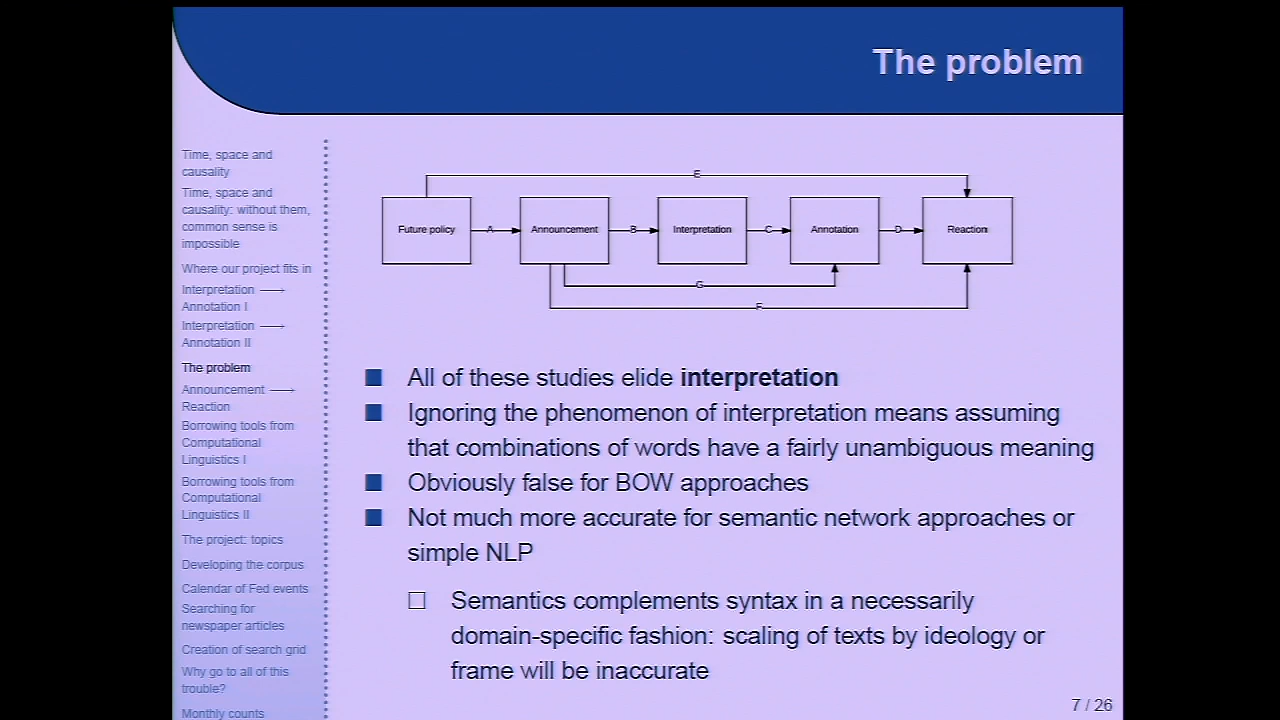 The problem
Time, space and
causality
Time, space and
causality: without them,
common sense is
impossible
Where our project fits in
Interpretation ⟶
Annotation I
Interpretation ⟶
Annotation II
The problem
Announcement ⟶
Reaction
Borrowing tools from
Computational
Linguistics I
Borrowing tools from
Computational
Linguistics II
The project: topics
Developing the corpus
Calendar of Fed events
Searching for
newspaper articles
Creation of search grid
Why go to all of this
trouble?
Monthly counts
E
Future policy A Announcement B Interpretation C Annotation D Reaction
G
F
All of these studies elide interpretation
Ignoring the phenomenon of interpretation means assuming
that combinations of words have a fairly unambiguous meaning
Obviously false for BOW approaches
Not much more accurate for semantic network approaches or
simple NLP
Semantics complements syntax in a necessarily
domain-specific fashion: scaling of texts by ideology or
frame will be inaccurate
7 / 26